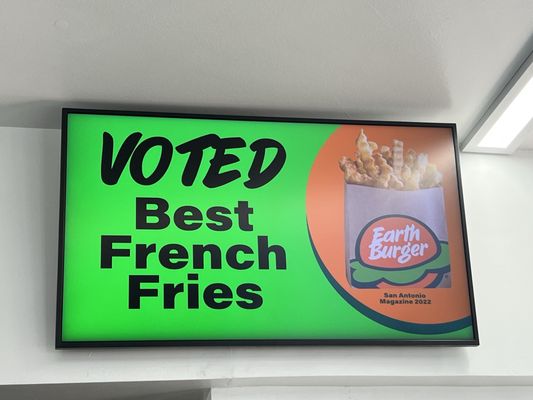 VOTED
Best
French
Fries
Earth
Burger
San Antonio
Magazine 2022